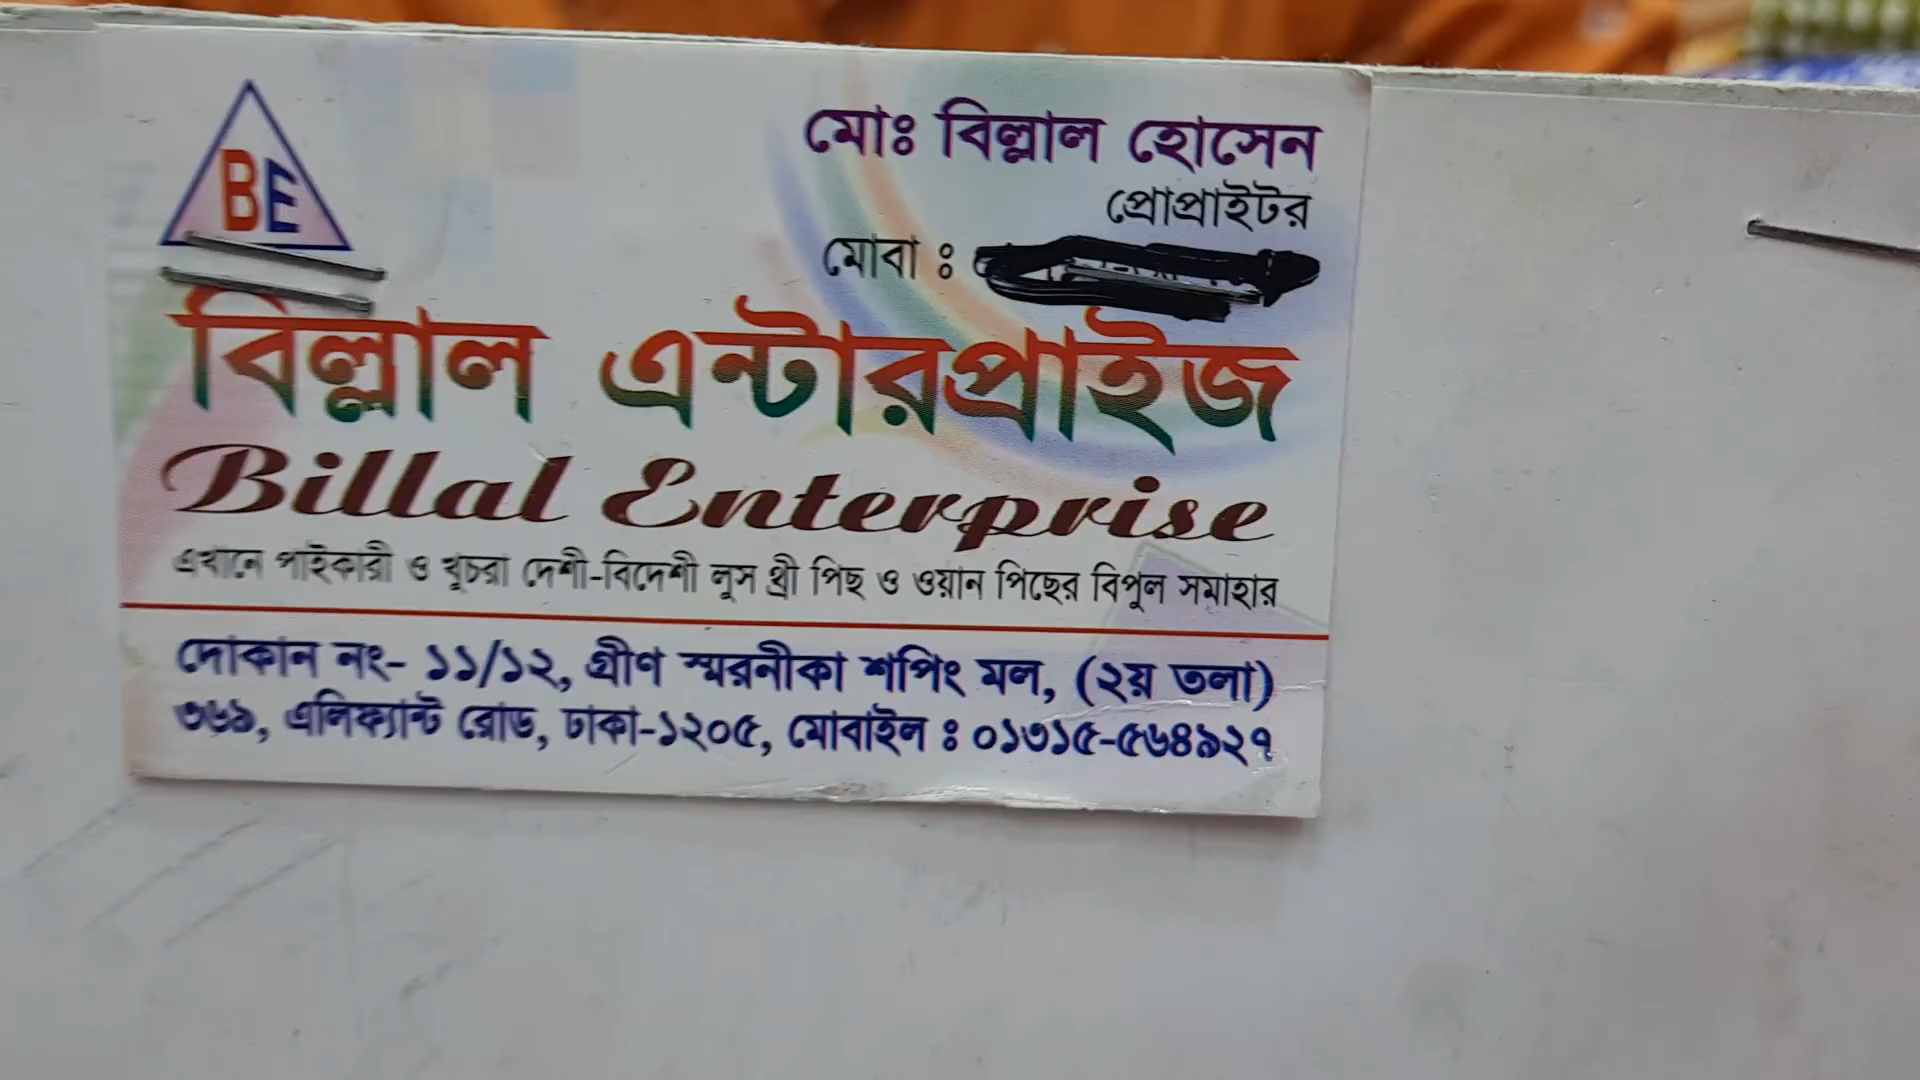 BE
মোঃ বিল্লাল হোসেন
প্রোপ্রাইটর
মোবা ঃ
বিল্লাল এন্টারপ্রাইজ
Billal Enterprise
এখানে পাইকারী ও খুচরা দেশী-বিদেশী লুস থ্রী পিছ ও ওয়ান পিছের বিপুল সমাহার
দোকান নং- ১১/১২, গ্রীণ স্মরনীকা শপিং মল, (২য় তলা)
৩৬৯, এলিফ্যান্ট রোড, ঢাকা-১২০৫, মোবাইল ঃ ০১৩১৫-৫৬৪৯২৭